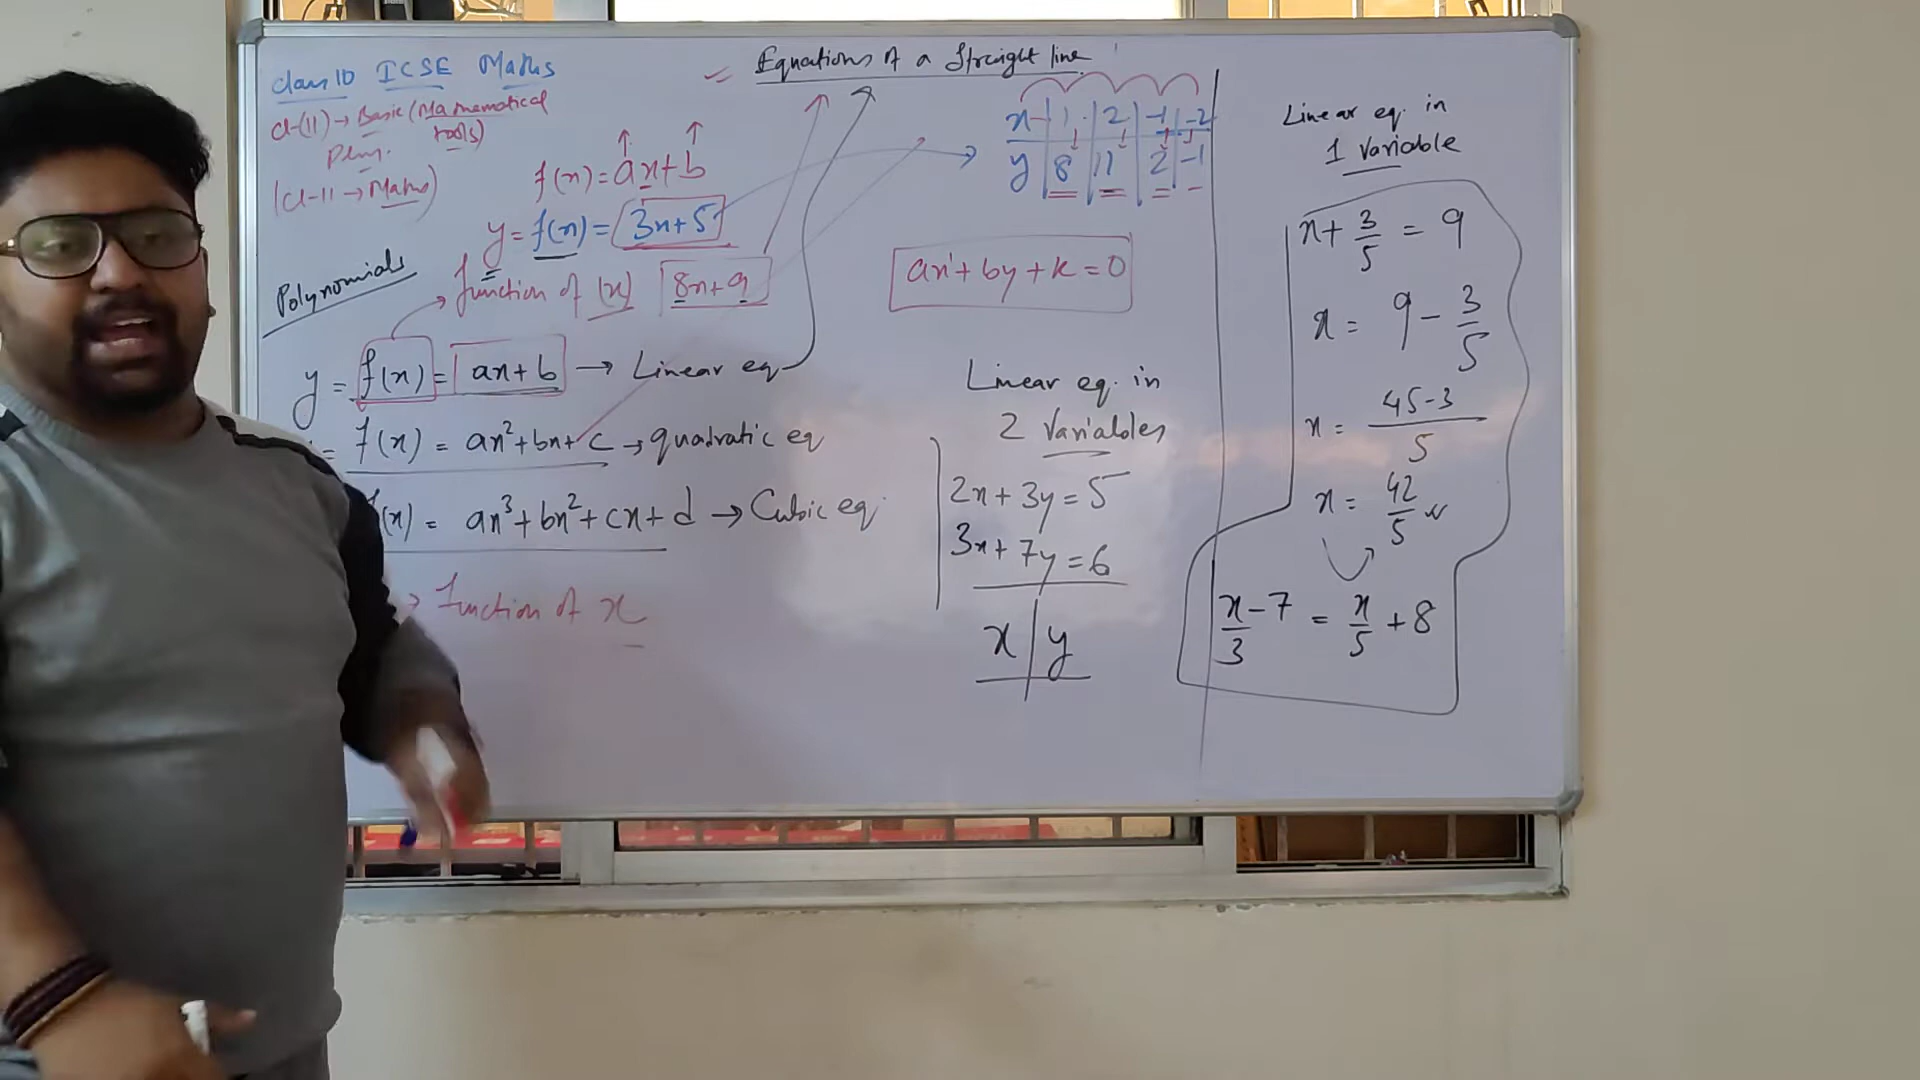 Class 10 ICSE Maths
Equations of a Straight line
Cl-(11) → Basic (Mathematical
tools)
Phy.
(Cl-11 → Maths)
f(x) = ax+b
y = f(x) = 3x+5
function of (x) 8x+9
Polynomials
y = f(x) = ax+b → Linear eq
= f(x) = ax²+bx+c → quadratic eq
(x) = ax³+bx²+cx+d → Cubic eq.
→ function of x
x 1 2 -1 -2
y 8 11 2 -1
ax+by+k=0
Linear eq. in
2 Variables
2x+3y=5
3x+7y=6
x y
Linear eq. in
1 Variable
x+3/5 = 9
x = 9-3/5
x = 45-3/5
x = 42/5
x/3-7 = x/5+8